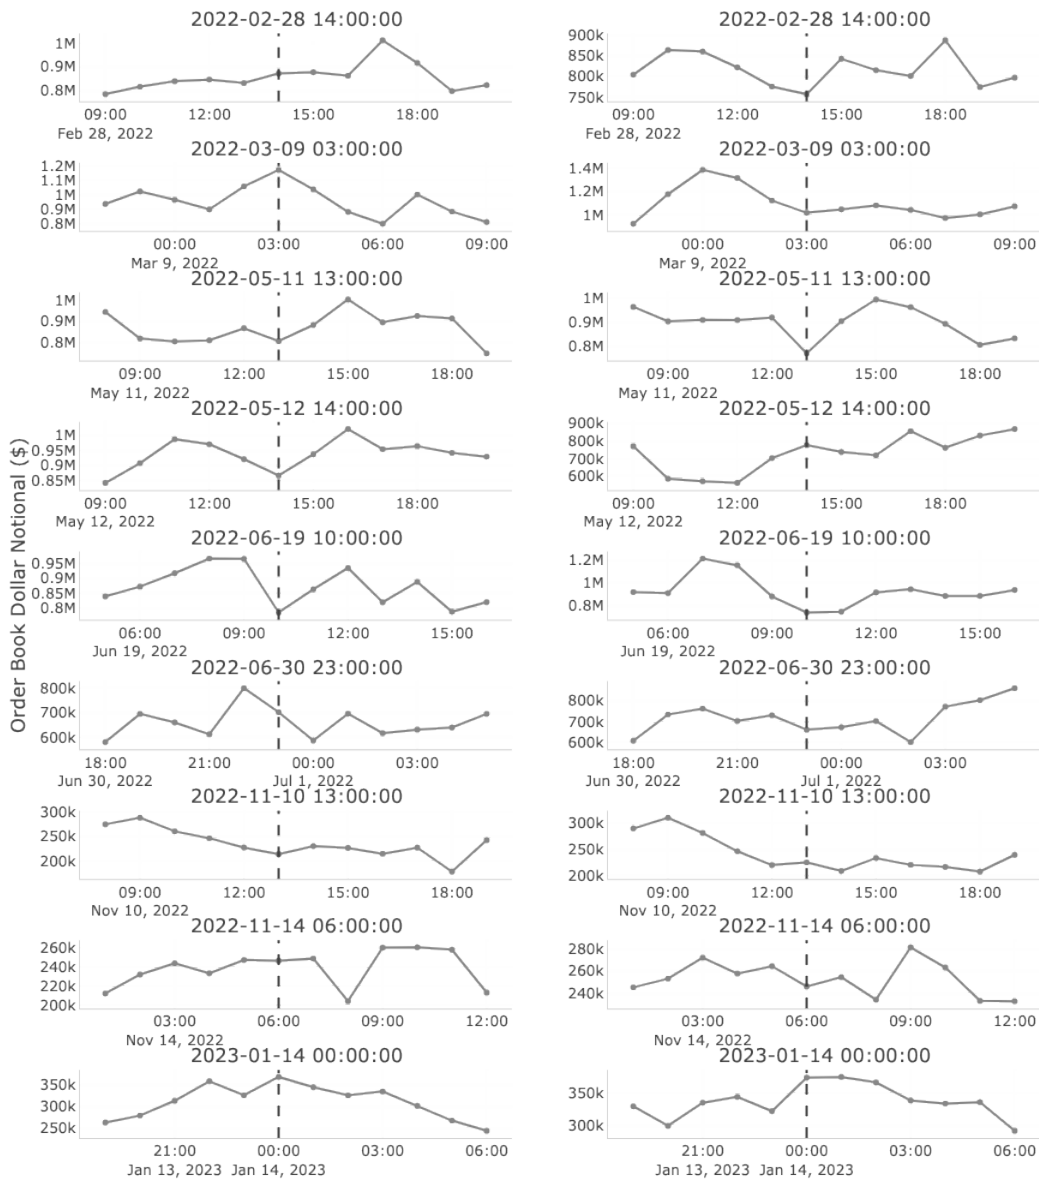 Order Book Dollar Notional ($)
2022-02-28 14:00:00
1M
0.9M
0.8M
09:00 12:00 15:00 18:00
Feb 28, 2022
2022-02-28 14:00:00
900k
850k
800k
750k
09:00 12:00 15:00 18:00
Feb 28, 2022
2022-03-09 03:00:00
1.2M
1.1M
1M
0.9M
0.8M
00:00 03:00 06:00 09:00
Mar 9, 2022
2022-03-09 03:00:00
1.4M
1.2M
1M
00:00 03:00 06:00 09:00
Mar 9, 2022
2022-05-11 13:00:00
1M
0.9M
0.8M
09:00 12:00 15:00 18:00
May 11, 2022
2022-05-11 13:00:00
1M
0.9M
0.8M
09:00 12:00 15:00 18:00
May 11, 2022
2022-05-12 14:00:00
1M
0.95M
0.9M
0.85M
09:00 12:00 15:00 18:00
May 12, 2022
2022-05-12 14:00:00
900k
800k
700k
600k
09:00 12:00 15:00 18:00
May 12, 2022
2022-06-19 10:00:00
0.95M
0.9M
0.85M
0.8M
06:00 09:00 12:00 15:00
Jun 19, 2022
2022-06-19 10:00:00
1.2M
1M
0.8M
06:00 09:00 12:00 15:00
Jun 19, 2022
2022-06-30 23:00:00
800k
700k
600k
18:00 21:00 00:00 03:00
Jun 30, 2022 Jul 1, 2022
2022-06-30 23:00:00
800k
700k
600k
18:00 21:00 00:00 03:00
Jun 30, 2022 Jul 1, 2022
2022-11-10 13:00:00
300k
250k
200k
09:00 12:00 15:00 18:00
Nov 10, 2022
2022-11-10 13:00:00
300k
250k
200k
09:00 12:00 15:00 18:00
Nov 10, 2022
2022-11-14 06:00:00
260k
240k
220k
200k
03:00 06:00 09:00 12:00
Nov 14, 2022
2022-11-14 06:00:00
280k
260k
240k
03:00 06:00 09:00 12:00
Nov 14, 2022
2023-01-14 00:00:00
350k
300k
250k
21:00 00:00 03:00 06:00
Jan 13, 2023 Jan 14, 2023
2023-01-14 00:00:00
350k
300k
21:00 00:00 03:00 06:00
Jan 13, 2023 Jan 14, 2023